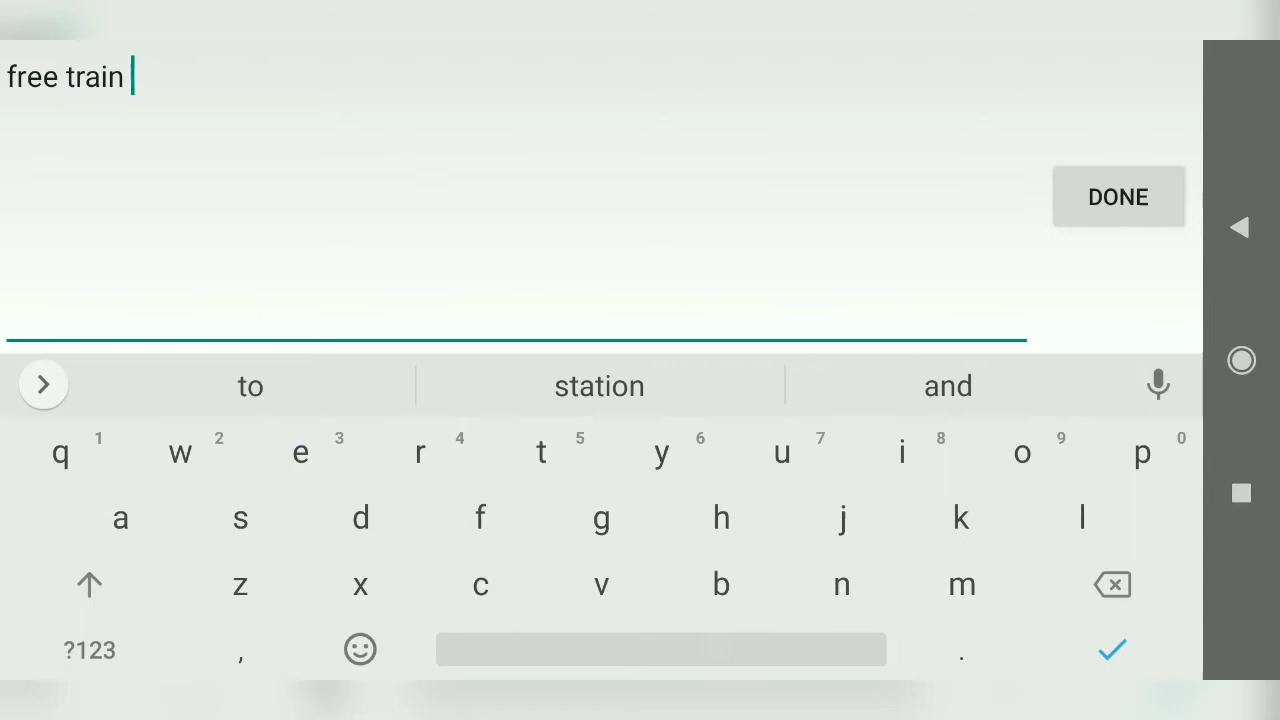 free train
DONE
to station and
q 1 w 2 e 3 r 4 t 5 y 6 u 7 i 8 o 9 p 0
a s d f g h j k l
z x c v b n m
?123 , .